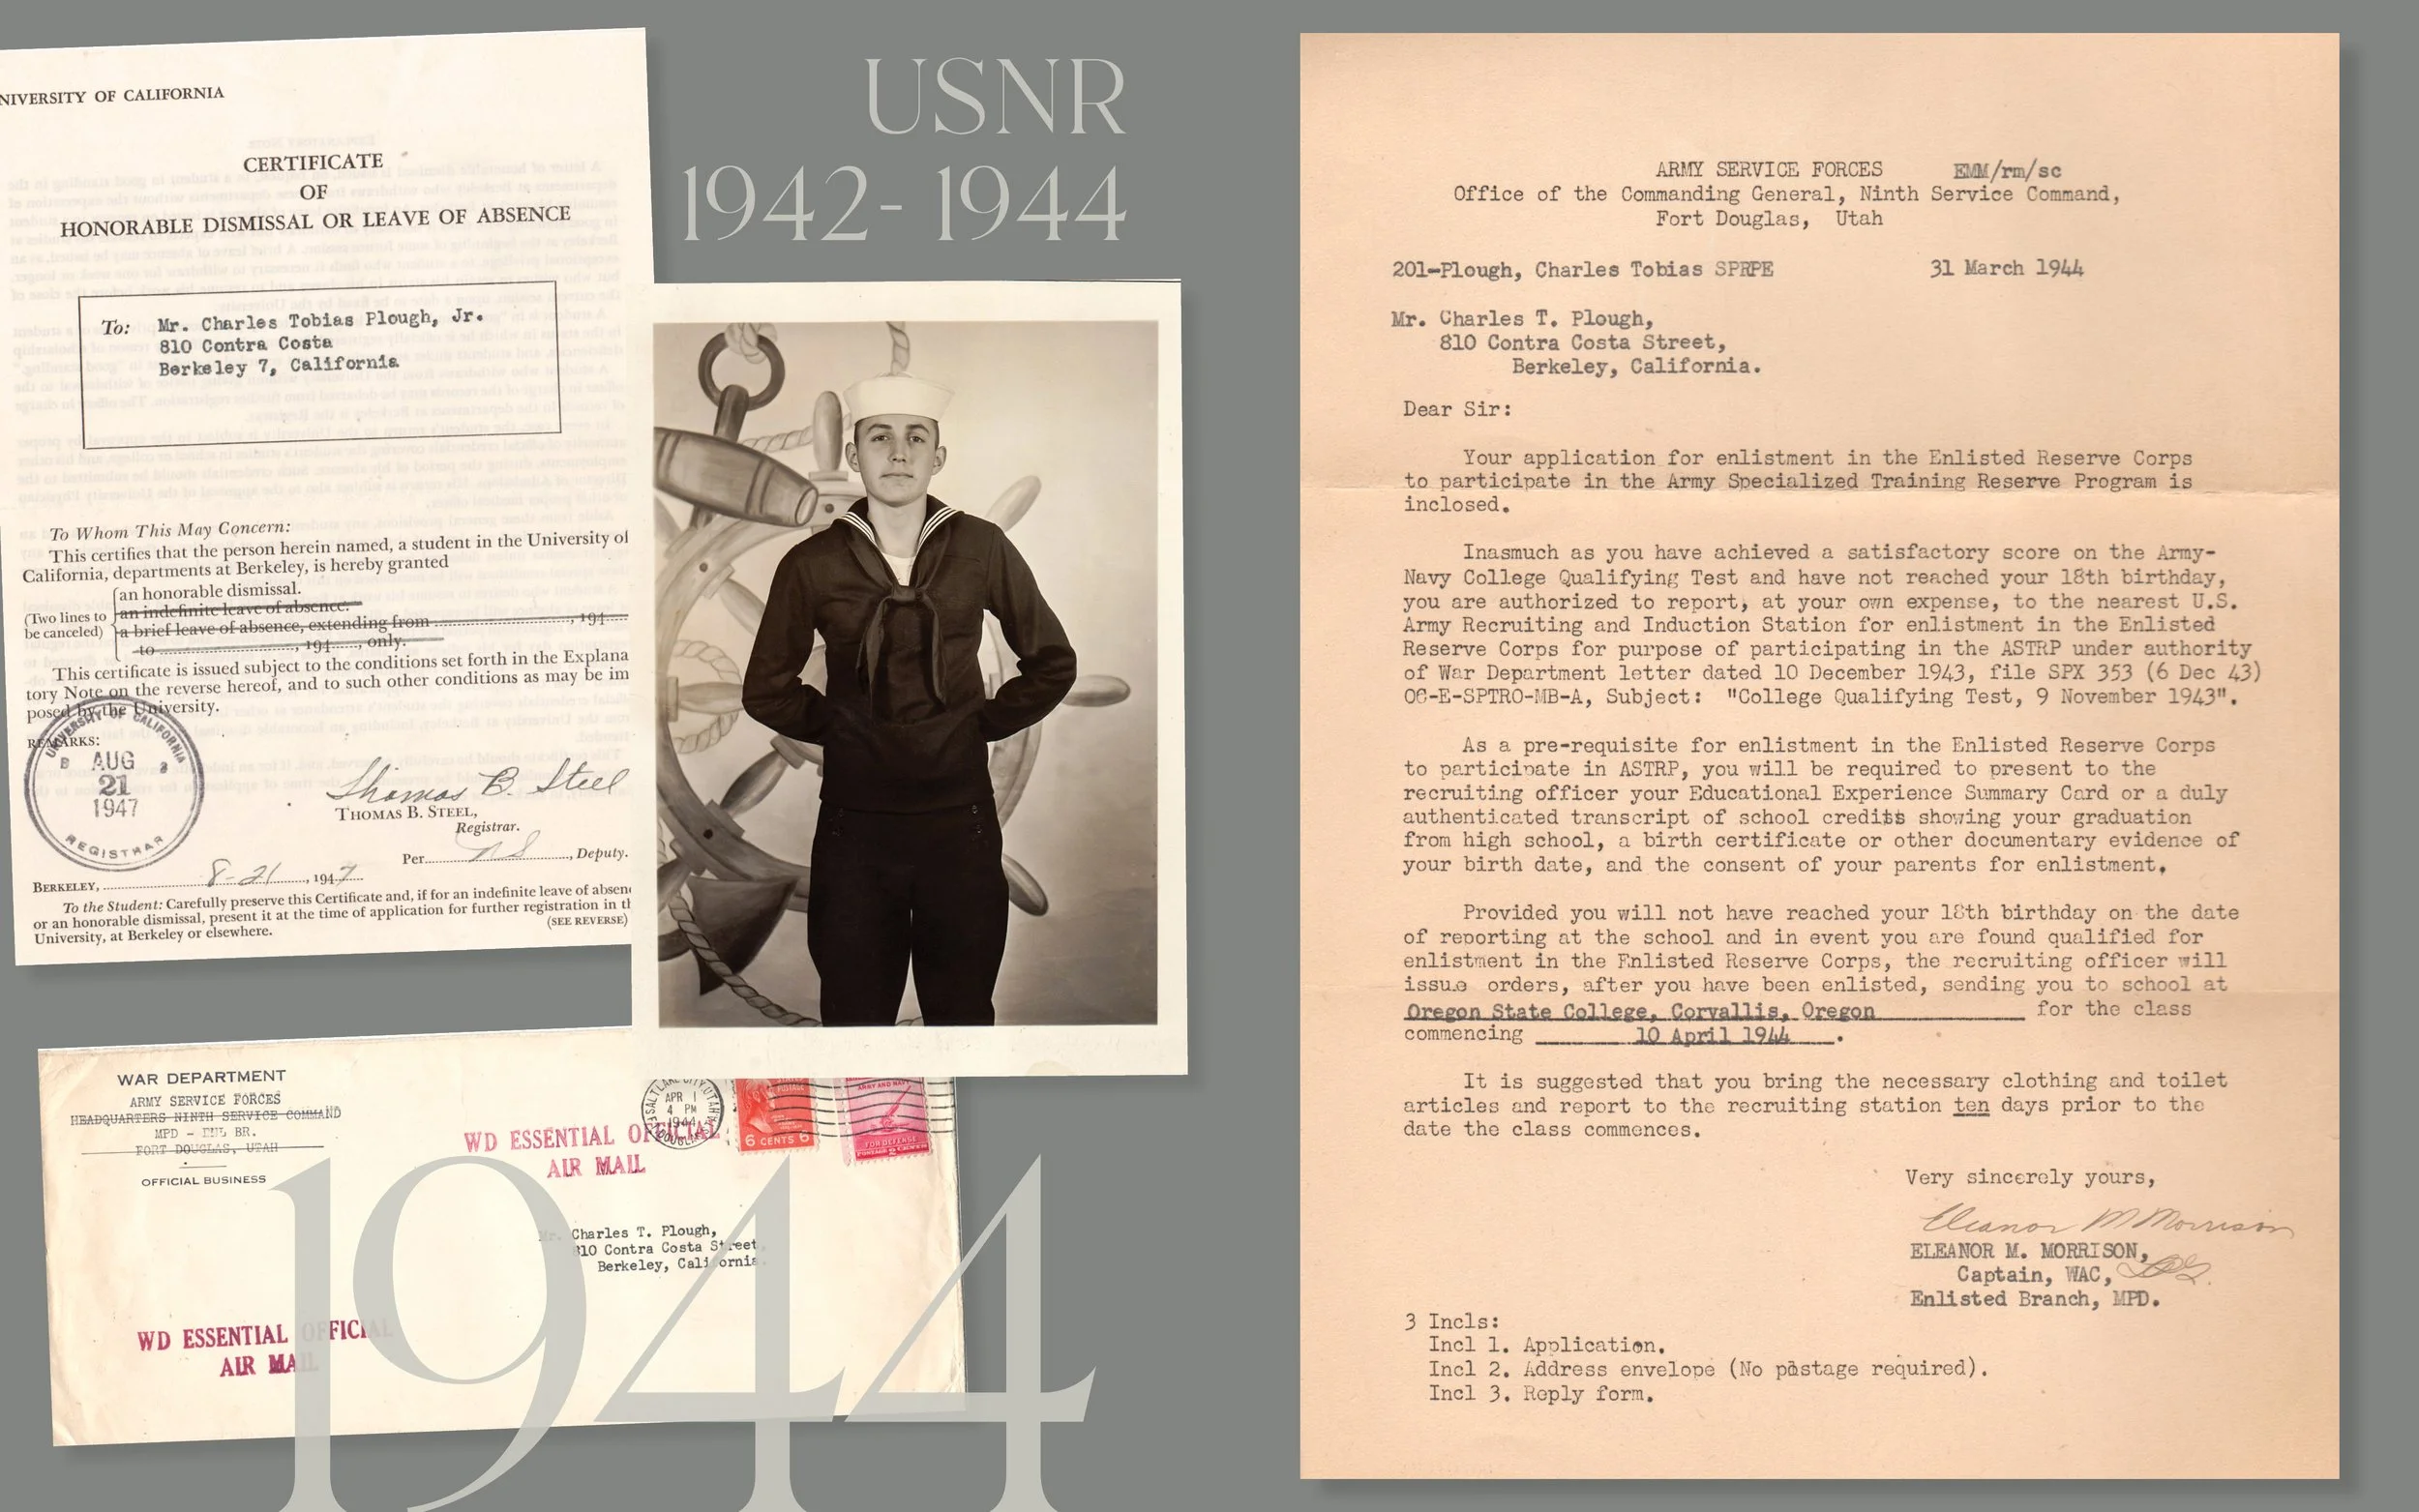 NIVERSITY OF CALIFORNIA
CERTIFICATE
OF
HONORABLE DISMISSAL OR LEAVE OF ABSENCE
To: Mr. Charles Tobias Plough, Jr.
810 Contra Costa
Berkeley 7, California
To Whom This May Concern:
This certifies that the person herein named, a student in the University of
California, departments at Berkeley, is hereby granted
an honorable dismissal.
(Two lines to
be canceled)
an indefinite leave of absence.
a brief leave of absence, extending from ........, 194....
to ........, 194...., only.
This certificate is issued subject to the conditions set forth in the Explana
tory Note on the reverse hereof, and to such other conditions as may be im
posed by the University.
REMARKS:
UNIVERSITY OF CALIFORNIA
AUG
21
1947
REGISTRAR
Thomas B. Steel
THOMAS B. STEEL,
Registrar.
Per........, Deputy.
BERKELEY, ........ 8-21 ........, 1947
To the Student: Carefully preserve this Certificate and, if for an indefinite leave of absen
or an honorable dismissal, present it at the time of application for further registration in th
University, at Berkeley or elsewhere. (SEE REVERSE)
USNR
1942-1944
WAR DEPARTMENT
ARMY SERVICE FORCES
HEADQUARTERS NINTH SERVICE COMMAND
MPD - ENL BR.
FORT DOUGLAS, UTAH
OFFICIAL BUSINESS
WD ESSENTIAL OFFICIAL
AIR MAIL
SALT LAKE CITY, UTAH
APR 1
4 PM
1944
FT. DOUGLAS
6 CENTS 6
ARMY AND NAVY
FOR DEFENSE
Mr. Charles T. Plough,
810 Contra Costa Street,
Berkeley, California.
WD ESSENTIAL OFFICIAL
AIR MAIL
1944
ARMY SERVICE FORCES EMM/rm/sc
Office of the Commanding General, Ninth Service Command,
Fort Douglas, Utah
201-Plough, Charles Tobias SPRPE 31 March 1944
Mr. Charles T. Plough,
810 Contra Costa Street,
Berkeley, California.
Dear Sir:
Your application for enlistment in the Enlisted Reserve Corps
to participate in the Army Specialized Training Reserve Program is
inclosed.
Inasmuch as you have achieved a satisfactory score on the Army-
Navy College Qualifying Test and have not reached your 18th birthday,
you are authorized to report, at your own expense, to the nearest U.S.
Army Recruiting and Induction Station for enlistment in the Enlisted
Reserve Corps for purpose of participating in the ASTRP under authority
of War Department letter dated 10 December 1943, file SPX 353 (6 Dec 43)
OC-E-SPTRO-MB-A, Subject: "College Qualifying Test, 9 November 1943".
As a pre-requisite for enlistment in the Enlisted Reserve Corps
to participate in ASTRP, you will be required to present to the
recruiting officer your Educational Experience Summary Card or a duly
authenticated transcript of school credits showing your graduation
from high school, a birth certificate or other documentary evidence of
your birth date, and the consent of your parents for enlistment.
Provided you will not have reached your 18th birthday on the date
of reporting at the school and in event you are found qualified for
enlistment in the Enlisted Reserve Corps, the recruiting officer will
issue orders, after you have been enlisted, sending you to school at
Oregon State College, Corvallis, Oregon for the class
commencing 10 April 1944.
It is suggested that you bring the necessary clothing and toilet
articles and report to the recruiting station ten days prior to the
date the class commences.
Very sincerely yours,
Eleanor M Morrison
ELEANOR M. MORRISON,
Captain, WAC,
Enlisted Branch, MPD.
3 Incls:
Incl 1. Application.
Incl 2. Address envelope (No postage required).
Incl 3. Reply form.